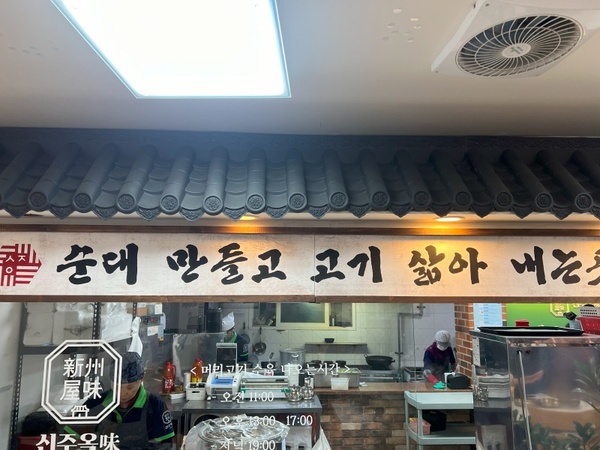 순대 만들고 고기 삶아 내는
新州
屋味
신주옥味
< 머리고기 수육 나오는시간 >
- 오전 11:00
- 오후 13:00 - 17:00
- 저녁 19:00